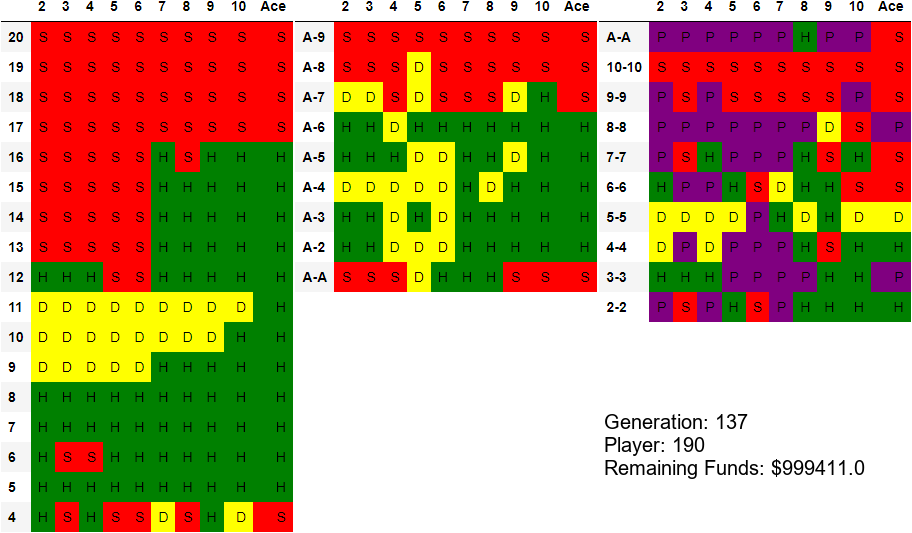 2 3 4 5 6 7 8 9 10 Ace
20 S S S S S S S S S S
19 S S S S S S S S S S
18 S S S S S S S S S S
17 S S S S S S S S S S
16 S S S S S H S H H H
15 S S S S S H H H H H
14 S S S S S H H H H H
13 S S S S S H H H H H
12 H H H S S H H H H H
11 D D D D D D D D D H
10 D D D D D D D D H H
9 D D D D D H H H H H
8 H H H H H H H H H H
7 H H H H H H H H H H
6 H S S H H H H H H H
5 H H H H H H H H H H
4 H S H S S D S H D S
2 3 4 5 6 7 8 9 10 Ace
A-9 S S S S S S S S S S
A-8 S S S D S S S S S S
A-7 D D S D S S S D H S
A-6 H H D H H H H H H H
A-5 H H H D D H H D H H
A-4 D D D D D H D H H H
A-3 H H D H D H H H H H
A-2 H H D D D H H H H H
A-A S S S D H H H S S S
2 3 4 5 6 7 8 9 10 Ace
A-A P P P P P P H P P S
10-10 S S S S S S S S S S
9-9 P S P S S S S S P S
8-8 P P P P P P P D S P
7-7 P S H P P P H S H S
6-6 H P P H S D H H S S
5-5 D D D D P H D H D D
4-4 D P D P P P H S H H
3-3 H H H P P P P H H P
2-2 P S P H S P H H H H
Generation: 137
Player: 190
Remaining Funds: $999411.0